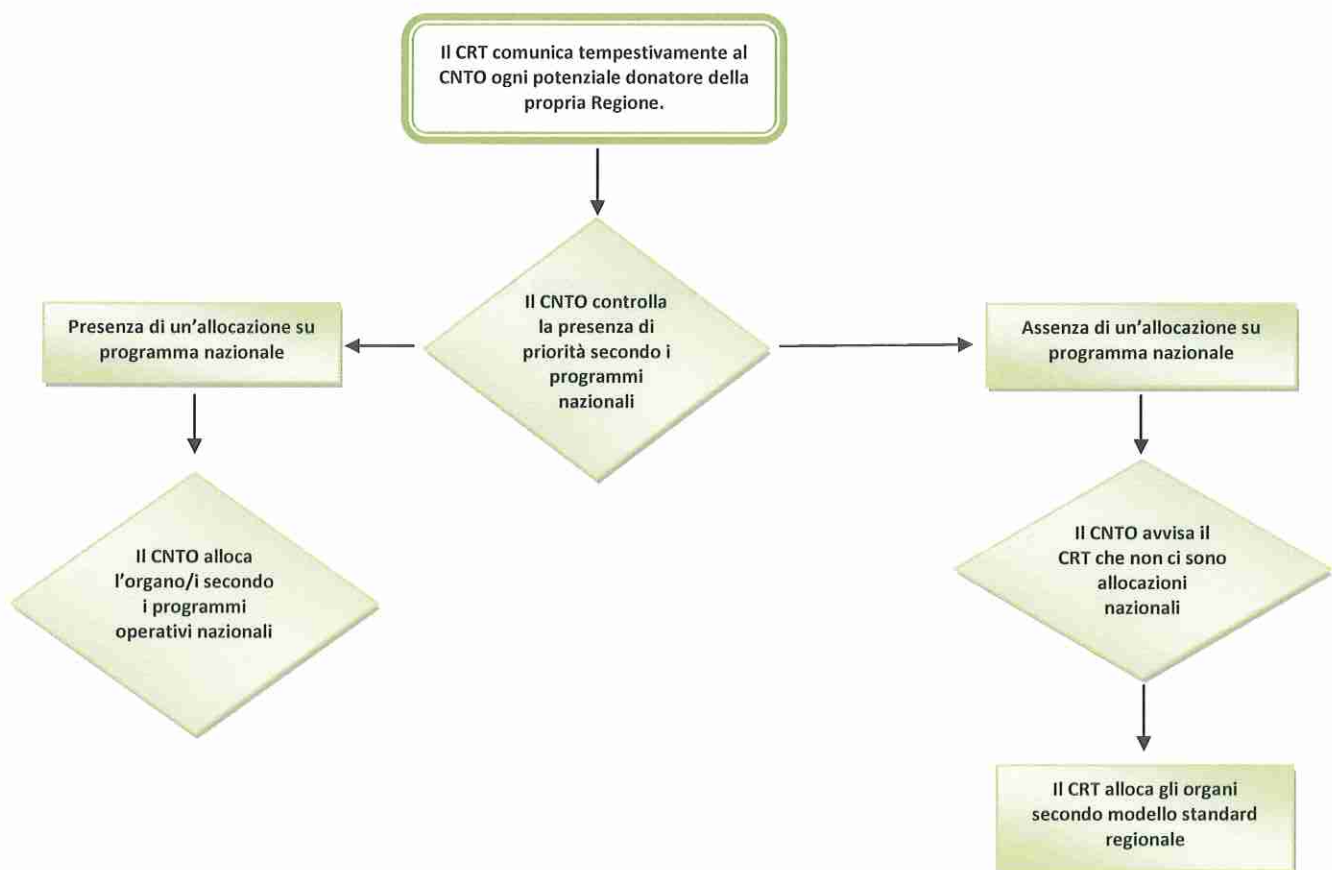 Il CRT comunica tempestivamente al
CNTO ogni potenziale donatore della
propria Regione.
Il CNTO controlla
la presenza di
priorità secondo i
programmi
nazionali
Presenza di un'allocazione su
programma nazionale
Assenza di un'allocazione su
programma nazionale
Il CNTO alloca
l'organo/i secondo
i programmi
operativi nazionali
Il CNTO avvisa il
CRT che non ci sono
allocazioni
nazionali
Il CRT alloca gli organi
secondo modello standard
regionale